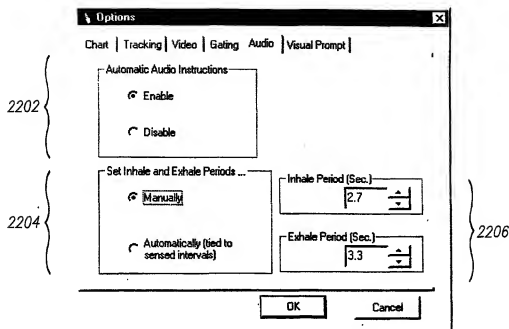 Options
Chart | Tracking | Video | Gating | Audio | Visual Prompt |
Automatic Audio Instructions
2202
Enable
Disable
Set Inhale and Exhale Periods ...
Inhale Period (Sec.)
Manually
2.7
2204
2206
Exhale Period (Sec.)
Automatically (tied to
sensed intervals)
3.3
OK
Cancel